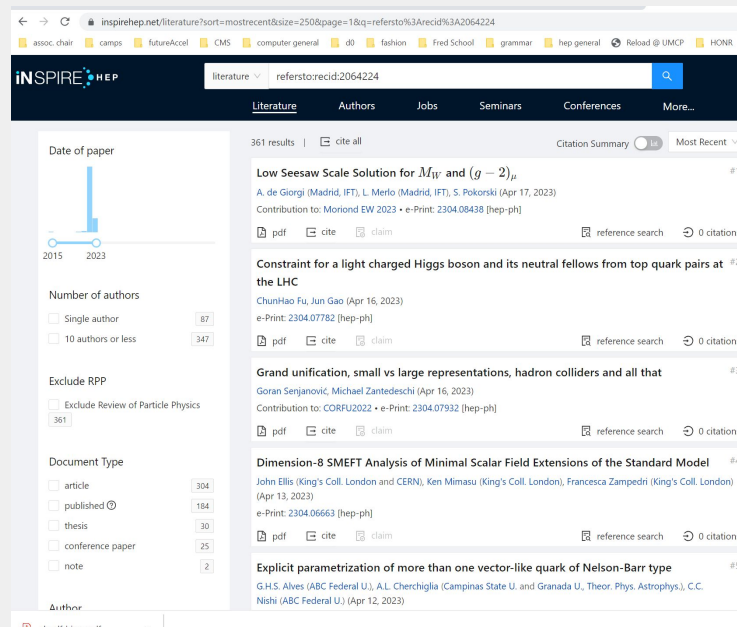 inspirehep.net/literature?sort=mostrecent&size=250&page=1&q=refersto%3Arecid%3A2064224
assoc. chair camps futureAccel CMS computer general d0 fashion Fred School grammar hep general Reload @ UMCP HONR
iNSPIRE HEP literature refersto:recid:2064224
Literature Authors Jobs Seminars Conferences More...
Date of paper
2015 2023
Number of authors
Single author 87
10 authors or less 347
Exclude RPP
Exclude Review of Particle Physics
361
Document Type
article 304
published 184
thesis 30
conference paper 25
note 2
Author
361 results | cite all Citation Summary Most Recent
Low Seesaw Scale Solution for M_W and (g − 2)_μ #1
A. de Giorgi (Madrid, IFT), L. Merlo (Madrid, IFT), S. Pokorski (Apr 17, 2023)
Contribution to: Moriond EW 2023 • e-Print: 2304.08438 [hep-ph]
pdf cite claim reference search 0 citation
Constraint for a light charged Higgs boson and its neutral fellows from top quark pairs at #2
the LHC
ChunHao Fu, Jun Gao (Apr 16, 2023)
e-Print: 2304.07782 [hep-ph]
pdf cite claim reference search 0 citation
Grand unification, small vs large representations, hadron colliders and all that #3
Goran Senjanović, Michael Zantedeschi (Apr 16, 2023)
Contribution to: CORFU2022 • e-Print: 2304.07932 [hep-ph]
pdf cite claim reference search 0 citation
Dimension-8 SMEFT Analysis of Minimal Scalar Field Extensions of the Standard Model #4
John Ellis (King's Coll. London and CERN), Ken Mimasu (King's Coll. London), Francesca Zampedri (King's Coll. London)
(Apr 13, 2023)
e-Print: 2304.06663 [hep-ph]
pdf cite claim reference search 0 citation
Explicit parametrization of more than one vector-like quark of Nelson-Barr type #5
G.H.S. Alves (ABC Federal U.), A.L. Cherchiglia (Campinas State U. and Granada U., Theor. Phys. Astrophys.), C.C.
Nishi (ABC Federal U.) (Apr 12, 2023)